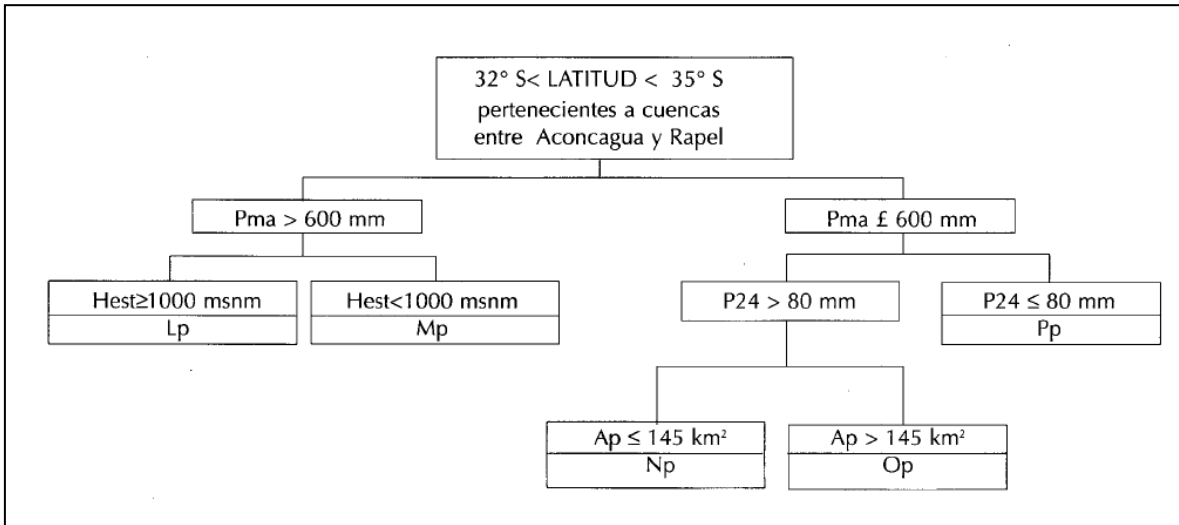 32° S< LATITUD < 35° S
pertenecientes a cuencas
entre Aconcagua y Rapel
Pma > 600 mm
Pma £ 600 mm
Hest≥1000 msnm
Lp
Hest<1000 msnm
Mp
P24 > 80 mm
P24 ≤ 80 mm
Pp
Ap ≤ 145 km²
Np
Ap > 145 km²
Op